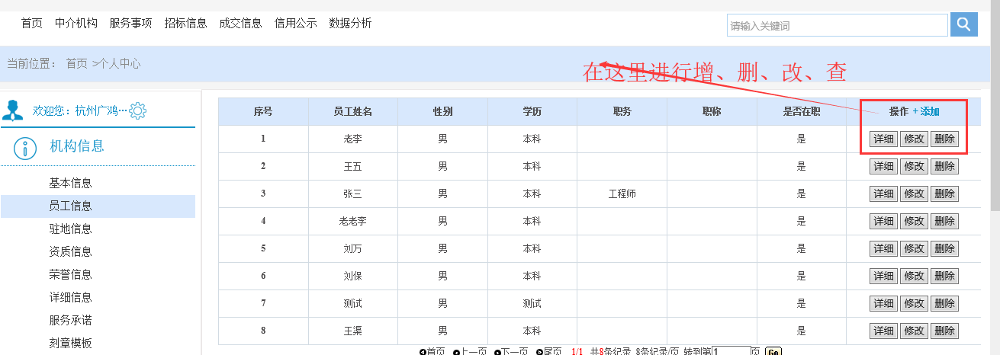 首页 中介机构 服务事项 招标信息 成交信息 信用公示 数据分析 请输入关键词
当前位置： 首页 >个人中心
在这里进行增、删、改、查
欢迎您：杭州广鸿…
机构信息
基本信息
员工信息
驻地信息
资质信息
荣誉信息
详细信息
服务承诺
刻章模板
序号 员工姓名 性别 学历 职务 职称 是否在职 操作 +添加
1 老李 男 本科 是 详细 修改 删除
2 王五 男 本科 是 详细 修改 删除
3 张三 男 本科 工程师 是 详细 修改 删除
4 老老李 男 本科 是 详细 修改 删除
5 刘万 男 本科 是 详细 修改 删除
6 刘保 男 本科 是 详细 修改 删除
7 测试 男 测试 是 详细 修改 删除
8 王渠 男 本科 是 详细 修改 删除
首页 上一页 下一页 尾页 1/1 共8条纪录 8条纪录/页 转到第1页 Go